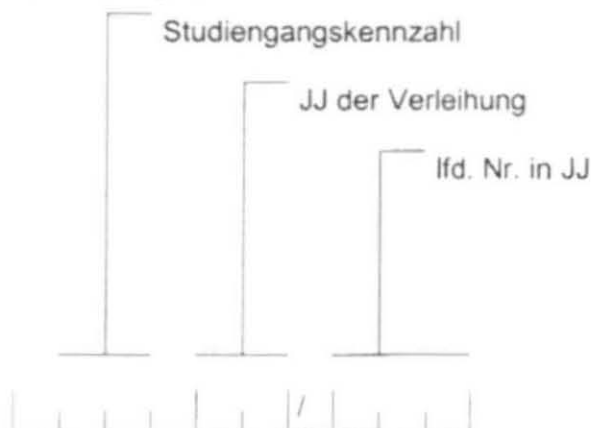 Studiengangskennzahl
JJ der Verleihung
lfd. Nr. in JJ
/